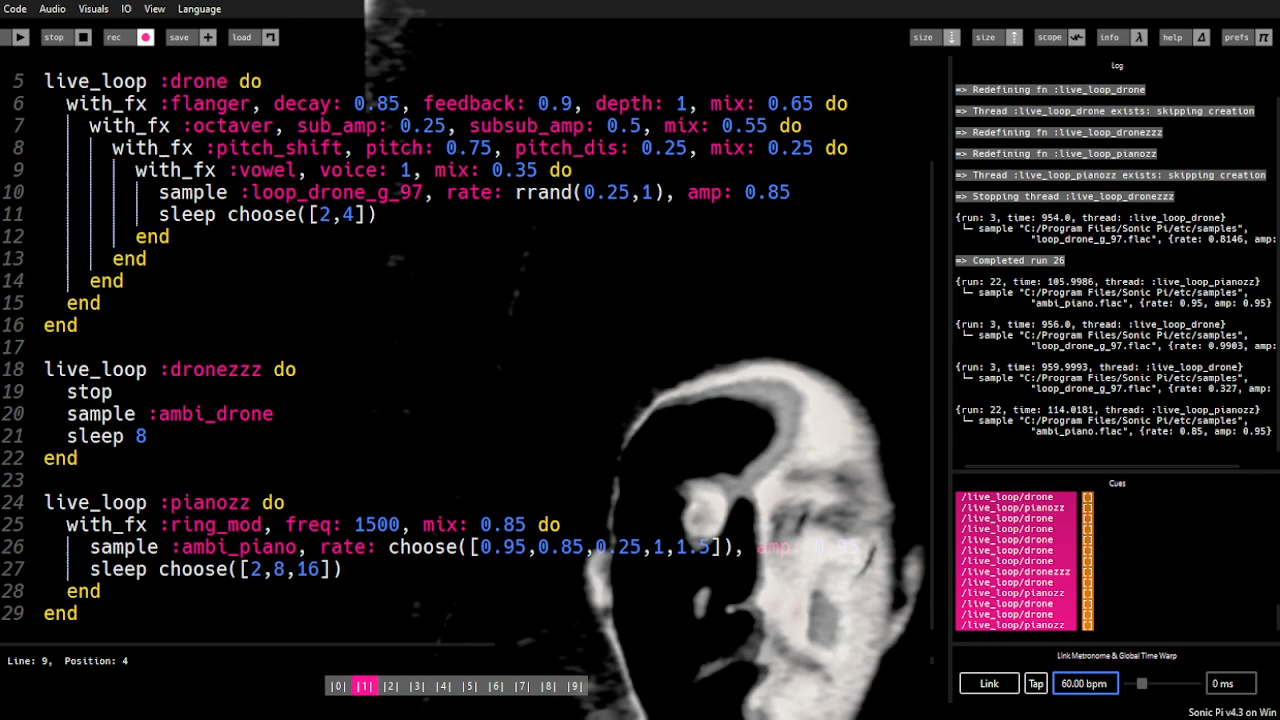 Code Audio Visuals IO View Language
stop rec save load size size scope info help prefs
Log
5 live_loop :drone do
6 with_fx :flanger, decay: 0.85, feedback: 0.9, depth: 1, mix: 0.65 do
7 with_fx :octaver, sub_amp: 0.25, subsub_amp: 0.5, mix: 0.55 do
8 with_fx :pitch_shift, pitch: 0.75, pitch_dis: 0.25, mix: 0.25 do
9 with_fx :vowel, voice: 1, mix: 0.35 do
10 sample :loop_drone_g_97, rate: rrand(0.25,1), amp: 0.85
11 sleep choose([2,4])
12 end
13 end
14 end
15 end
16 end
17
18 live_loop :dronezzz do
19 stop
20 sample :ambi_drone
21 sleep 8
22 end
23
24 live_loop :pianozz do
25 with_fx :ring_mod, freq: 1500, mix: 0.85 do
26 sample :ambi_piano, rate: choose([0.95,0.85,0.25,1,1.5]), amp: 0.95
27 sleep choose([2,8,16])
28 end
29 end
=> Redefining fn :live_loop_drone
=> Thread :live_loop_drone exists: skipping creation
=> Redefining fn :live_loop_dronezzz
=> Redefining fn :live_loop_pianozz
=> Thread :live_loop_pianozz exists: skipping creation
=> Stopping thread :live_loop_dronezzz
{run: 3, time: 954.0, thread: :live_loop_drone}
└─ sample "C:/Program Files/Sonic Pi/etc/samples",
"loop_drone_g_97.flac", {rate: 0.8146, amp:
=> Completed run 26
{run: 22, time: 105.9986, thread: :live_loop_pianozz}
└─ sample "C:/Program Files/Sonic Pi/etc/samples",
"ambi_piano.flac", {rate: 0.95, amp: 0.95}
{run: 3, time: 956.0, thread: :live_loop_drone}
└─ sample "C:/Program Files/Sonic Pi/etc/samples",
"loop_drone_g_97.flac", {rate: 0.9903, amp:
{run: 3, time: 959.9993, thread: :live_loop_drone}
└─ sample "C:/Program Files/Sonic Pi/etc/samples",
"loop_drone_g_97.flac", {rate: 0.327, amp:
{run: 22, time: 114.0181, thread: :live_loop_pianozz}
└─ sample "C:/Program Files/Sonic Pi/etc/samples",
"ambi_piano.flac", {rate: 0.85, amp: 0.95}
Cues
/live_loop/drone []
/live_loop/pianozz []
/live_loop/drone []
/live_loop/drone []
/live_loop/drone []
/live_loop/drone []
/live_loop/drone []
/live_loop/dronezzz []
/live_loop/drone []
/live_loop/pianozz []
/live_loop/drone []
/live_loop/drone []
/live_loop/pianozz []
Line: 9, Position: 4
|0| |1| |2| |3| |4| |5| |6| |7| |8| |9|
Link Metronome & Global Time Warp
Link Tap 60.00 bpm 0 ms
Sonic Pi v4.3 on Win